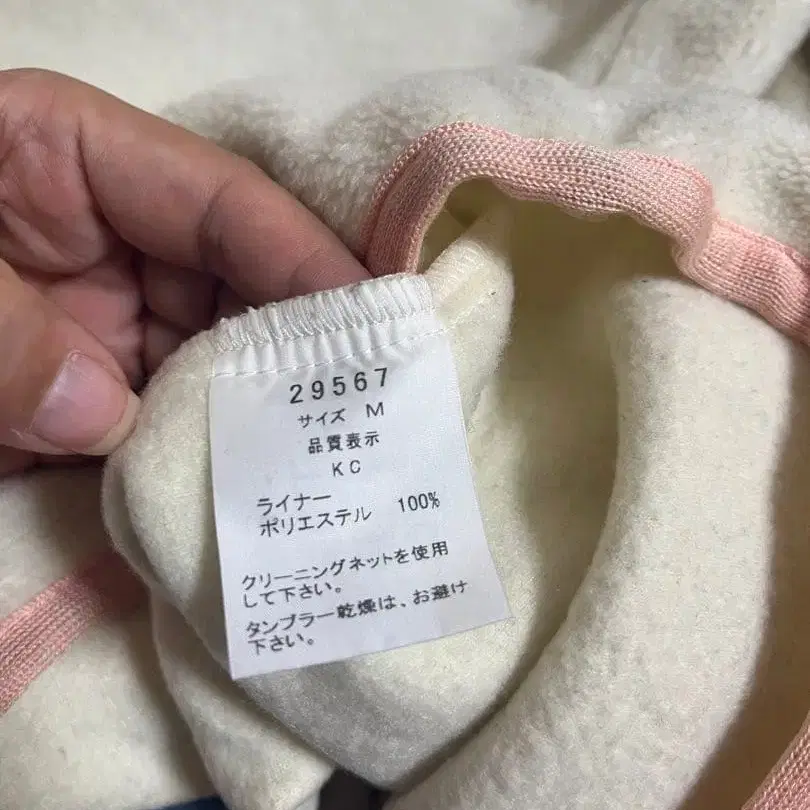 29567
サイズ M
品質表示
KC
ライナー
ポリエステル 100%
クリーニングネットを使用
して下さい。
タンブラー乾燥は、お避け
下さい。